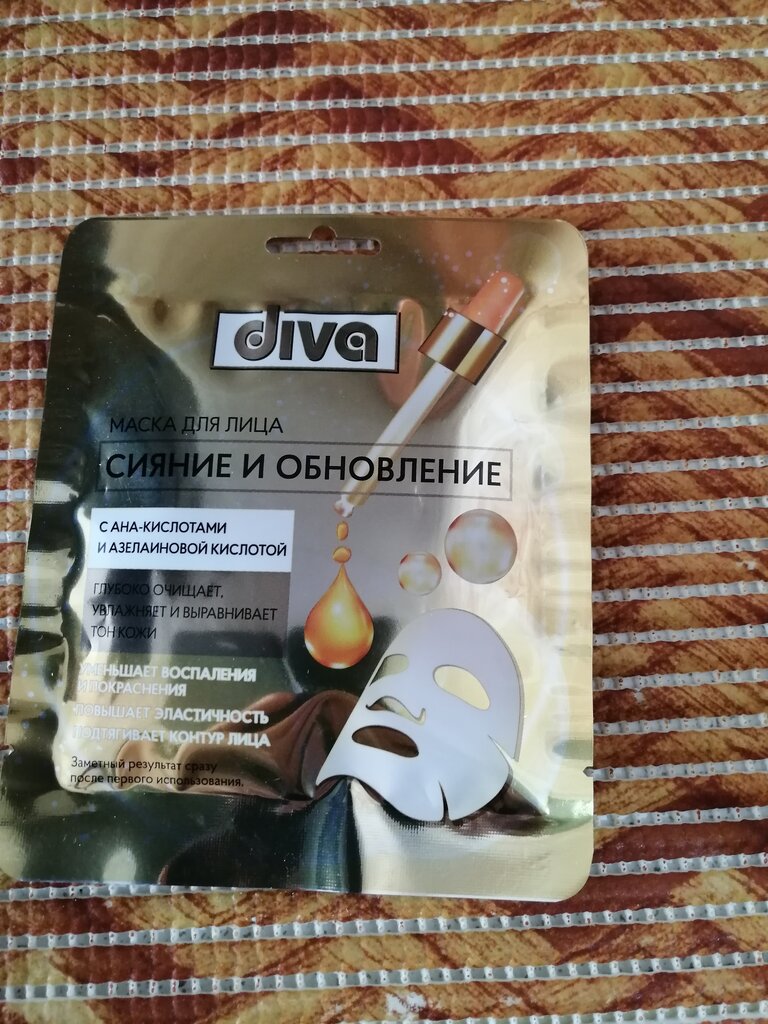 diva
МАСКА ДЛЯ ЛИЦА
СИЯНИЕ И ОБНОВЛЕНИЕ
С АНА-КИСЛОТАМИ
И АЗЕЛАИНОВОЙ КИСЛОТОЙ
ГЛУБОКО ОЧИЩАЕТ,
УВЛАЖНЯЕТ И ВЫРАВНИВАЕТ
ТОН КОЖИ
УМЕНЬШАЕТ ВОСПАЛЕНИЯ
И ПОКРАСНЕНИЯ
ПОВЫШАЕТ ЭЛАСТИЧНОСТЬ
ПОДТЯГИВАЕТ КОНТУР ЛИЦА
Заметный результат сразу
после первого использования.